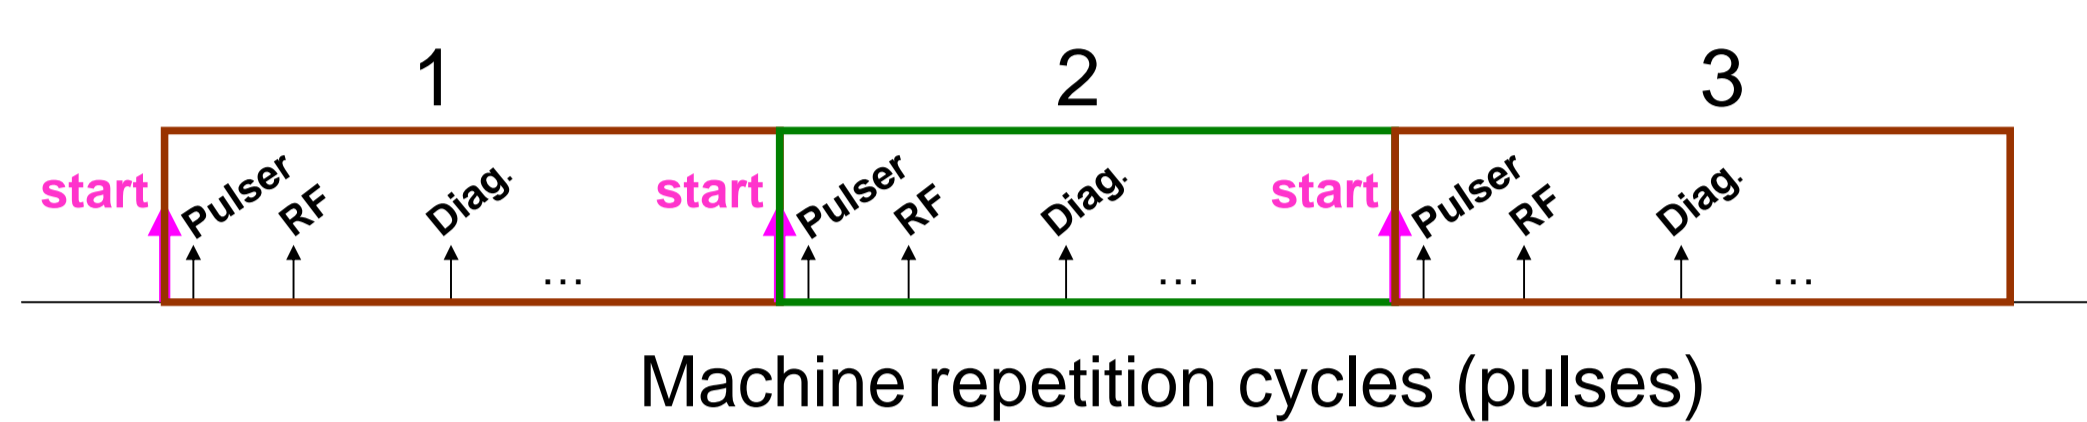 1 2 3
start Pulser RF Diag. ... start Pulser RF Diag. ... start Pulser RF Diag. ...
Machine repetition cycles (pulses)